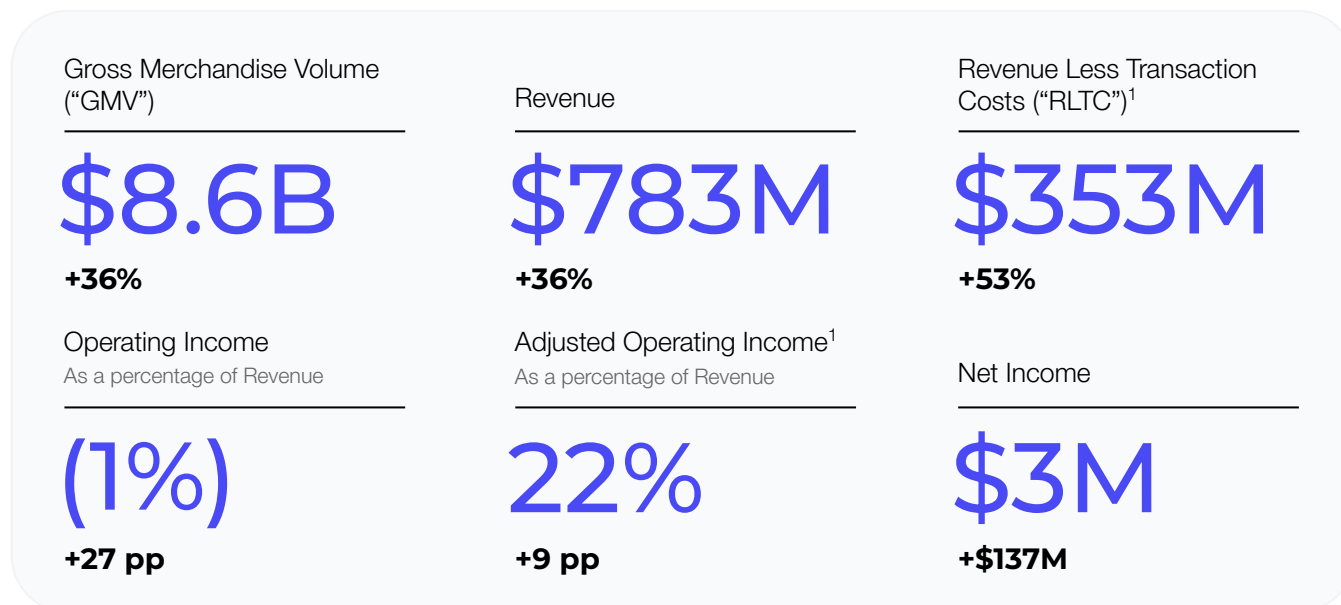 Gross Merchandise Volume
(“GMV”)
$8.6B
+36%
Revenue
$783M
+36%
Revenue Less Transaction
Costs (“RLTC”)¹
$353M
+53%
Operating Income
As a percentage of Revenue
(1%)
+27 pp
Adjusted Operating Income¹
As a percentage of Revenue
22%
+9 pp
Net Income
$3M
+$137M